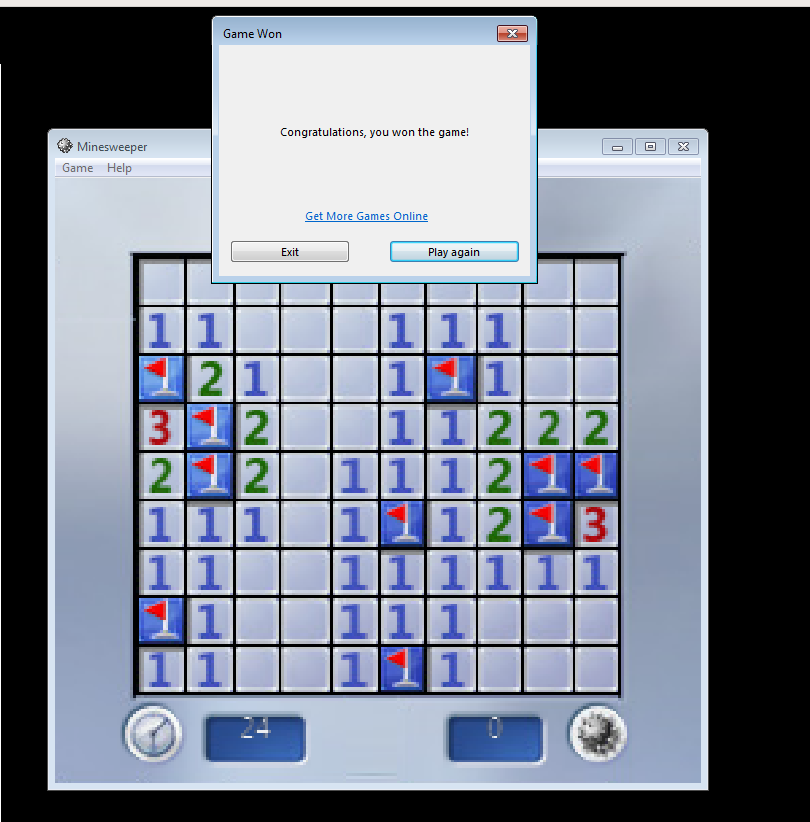 Game Won
Congratulations, you won the game!
Get More Games Online
Exit Play again
Minesweeper
Game Help
1 1 1 1 1
2 1 1 1
3 2 1 1 2 2 2
2 2 1 1 1 2
1 1 1 1 1 2 3
1 1 1 1 1 1 1 1
1 1 1 1
1 1 1 1
24 0